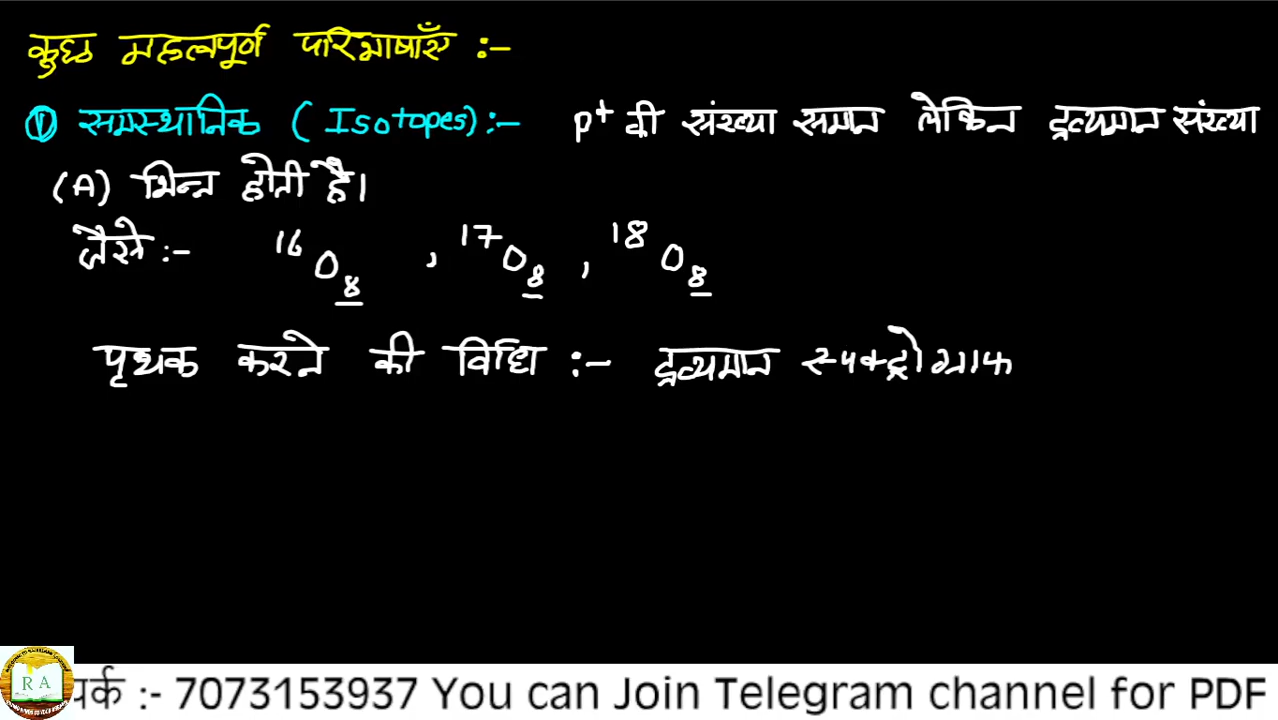 कुछ महत्वपूर्ण परिभाषाएँ :-
① समस्थानिक ( Isotopes) :- p⁺ की संख्या समान लेकिन द्रव्यमान संख्या
(A) भिन्न होती है।
जैसे :- ¹⁶O₈ , ¹⁷O₈ , ¹⁸O₈
पृथक करने की विधि :- द्रव्यमान स्पेक्ट्रोग्राफ
र्क :- 7073153937 You can Join Telegram channel for PDF
R A